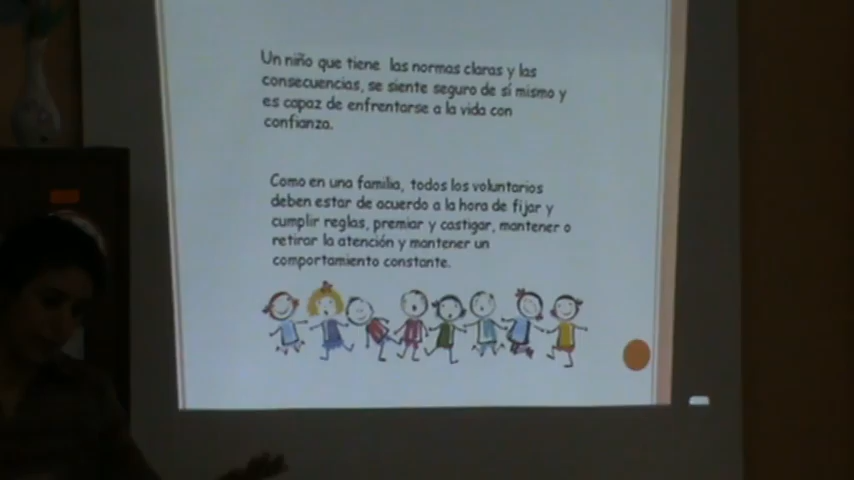 Un niño que tiene las normas claras y las
consecuencias, se siente seguro de sí mismo y
es capaz de enfrentarse a la vida con
confianza.
Como en una familia, todos los voluntarios
deben estar de acuerdo a la hora de fijar y
cumplir reglas, premiar y castigar, mantener o
retirar la atención y mantener un
comportamiento constante.